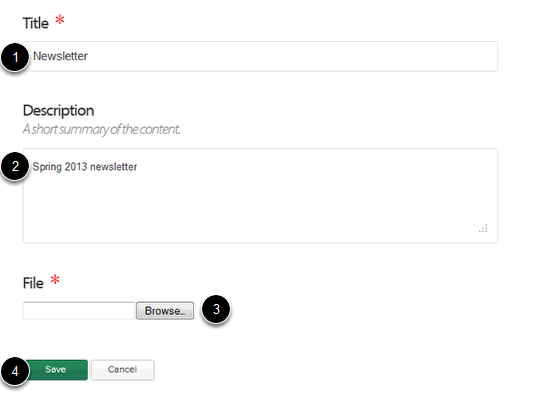 Title *
1 Newsletter
Description
A short summary of the content.
2 Spring 2013 newsletter
File *
Browse... 3
4 Save Cancel